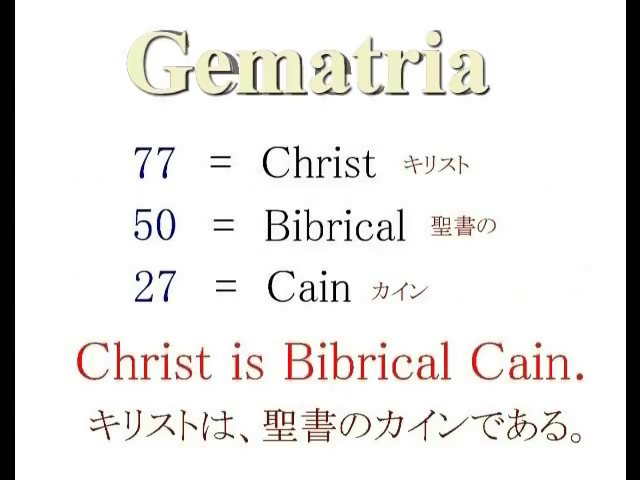 Gematria
77 = Christ キリスト
50 = Bibrical 聖書の
27 = Cain カイン
Christ is Bibrical Cain.
キリストは、聖書のカインである。